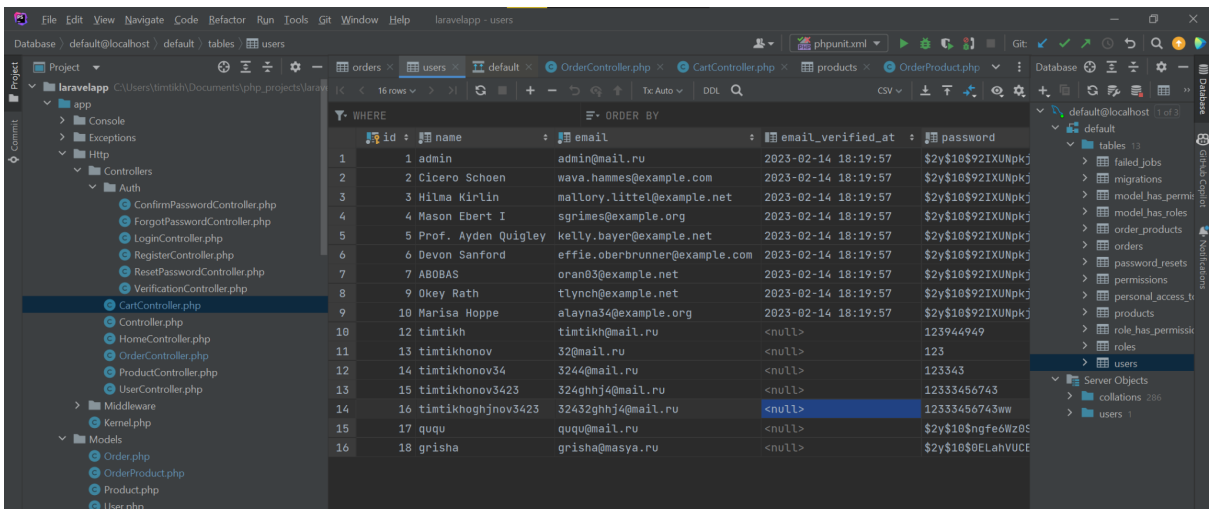 File Edit View Navigate Code Refactor Run Tools Git Window Help laravelapp - users
Database default@localhost default tables users
phpunit.xml Git:
Project
orders users default OrderController.php CartController.php products OrderProduct.php
Database
laravelapp C:\Users\timtikh\Documents\php_projects\larav
16 rows Tx: Auto DDL CSV
app
Console
Exceptions
Http
Controllers
Auth
ConfirmPasswordController.php
ForgotPasswordController.php
LoginController.php
RegisterController.php
ResetPasswordController.php
VerificationController.php
CartController.php
Controller.php
HomeController.php
OrderController.php
ProductController.php
UserController.php
Middleware
Kernel.php
Models
Order.php
OrderProduct.php
Product.php
User.php
Project
Commit
WHERE ORDER BY
id name email email_verified_at password
1 1 admin admin@mail.ru 2023-02-14 18:19:57 $2y$10$92IXUNpkj
2 2 Cicero Schoen wava.hammes@example.com 2023-02-14 18:19:57 $2y$10$92IXUNpkj
3 3 Hilma Kirlin mallory.littel@example.net 2023-02-14 18:19:57 $2y$10$92IXUNpkj
4 4 Mason Ebert I sgrimes@example.org 2023-02-14 18:19:57 $2y$10$92IXUNpkj
5 5 Prof. Ayden Quigley kelly.bayer@example.net 2023-02-14 18:19:57 $2y$10$92IXUNpkj
6 6 Devon Sanford effie.oberbrunner@example.com 2023-02-14 18:19:57 $2y$10$92IXUNpkj
7 7 ABOBAS oran03@example.net 2023-02-14 18:19:57 $2y$10$92IXUNpkj
8 9 Okey Rath tlynch@example.net 2023-02-14 18:19:57 $2y$10$92IXUNpkj
9 10 Marisa Hoppe alayna34@example.org 2023-02-14 18:19:57 $2y$10$92IXUNpkj
10 12 timtikh timtikh@mail.ru <null> 123944949
11 13 timtikhonov 32@mail.ru <null> 123
12 14 timtikhonov34 3244@mail.ru <null> 123343
13 15 timtikhonov3423 324ghhj4@mail.ru <null> 12333456743
14 16 timtikhoghjnov3423 32432ghhj4@mail.ru <null> 12333456743ww
15 17 ququ ququ@mail.ru <null> $2y$10$ngfe6Wz0S
16 18 grisha grisha@masya.ru <null> $2y$10$0ELahVUCE
default@localhost 1 of 3
default
tables 13
failed_jobs
migrations
model_has_permis
model_has_roles
order_products
orders
password_resets
permissions
personal_access_to
products
role_has_permissio
roles
users
Server Objects
collations 286
users 1
Database
GitHub Copilot
Notifications